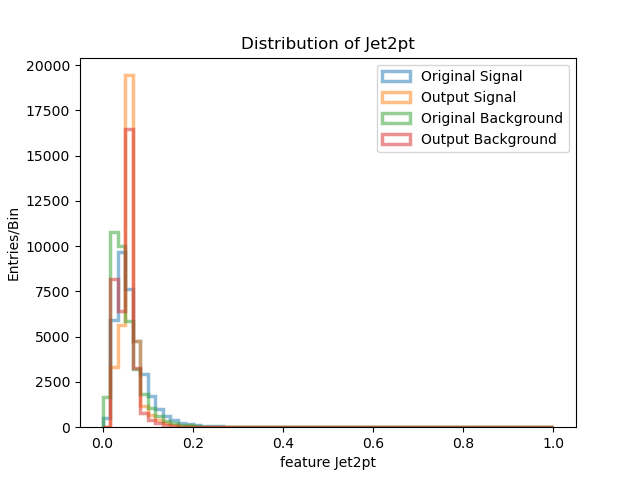 Distribution of Jet2pt
Original Signal
Output Signal
Original Background
Output Background
Entries/Bin
20000
17500
15000
12500
10000
7500
5000
2500
0
0.0 0.2 0.4 0.6 0.8 1.0
feature Jet2pt